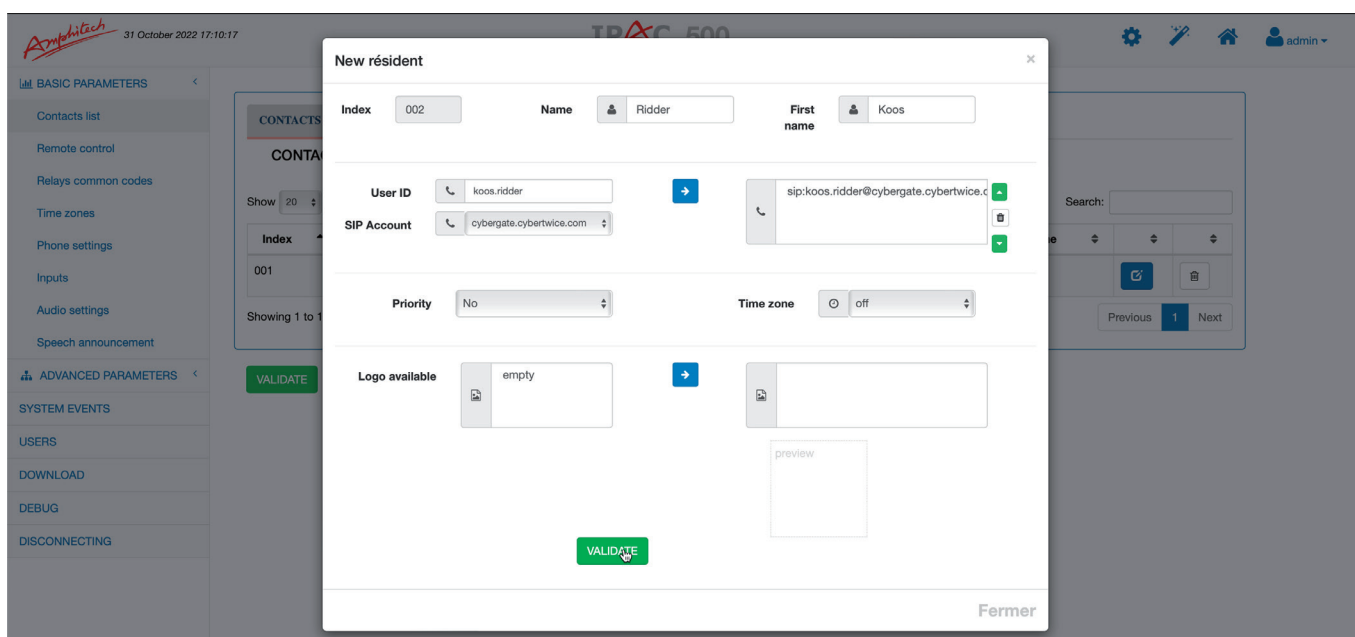 Amphitech 31 October 2022 17:10:17
IPAC 500
admin
BASIC PARAMETERS
Contacts list
Remote control
Relays common codes
Time zones
Phone settings
Inputs
Audio settings
Speech announcement
ADVANCED PARAMETERS
SYSTEM EVENTS
USERS
DOWNLOAD
DEBUG
DISCONNECTING
CONTACTS
CONTA
Show 20
Search:
Index
001
Showing 1 to 1
Previous 1 Next
VALIDATE
New résident ×
Index 002 Name Ridder First name Koos
User ID koos.ridder
sip:koos.ridder@cybergate.cybertwice.c
SIP Account cybergate.cybertwice.com
Priority No Time zone off
Logo available empty
preview
VALIDATE
Fermer